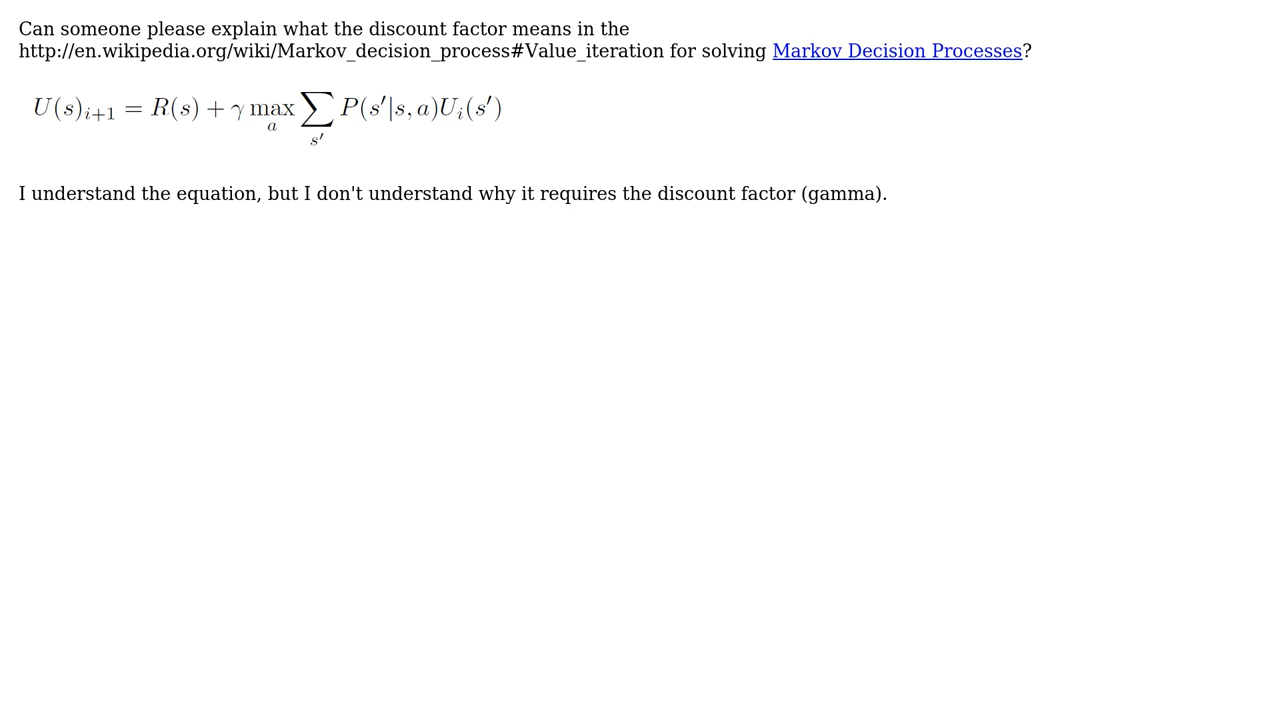 Can someone please explain what the discount factor means in the
http://en.wikipedia.org/wiki/Markov_decision_process#Value_iteration for solving Markov Decision Processes?
U(s)ᵢ₊₁ = R(s) + γ max_a ∑_{s′} P(s′|s, a)Uᵢ(s′)
I understand the equation, but I don't understand why it requires the discount factor (gamma).